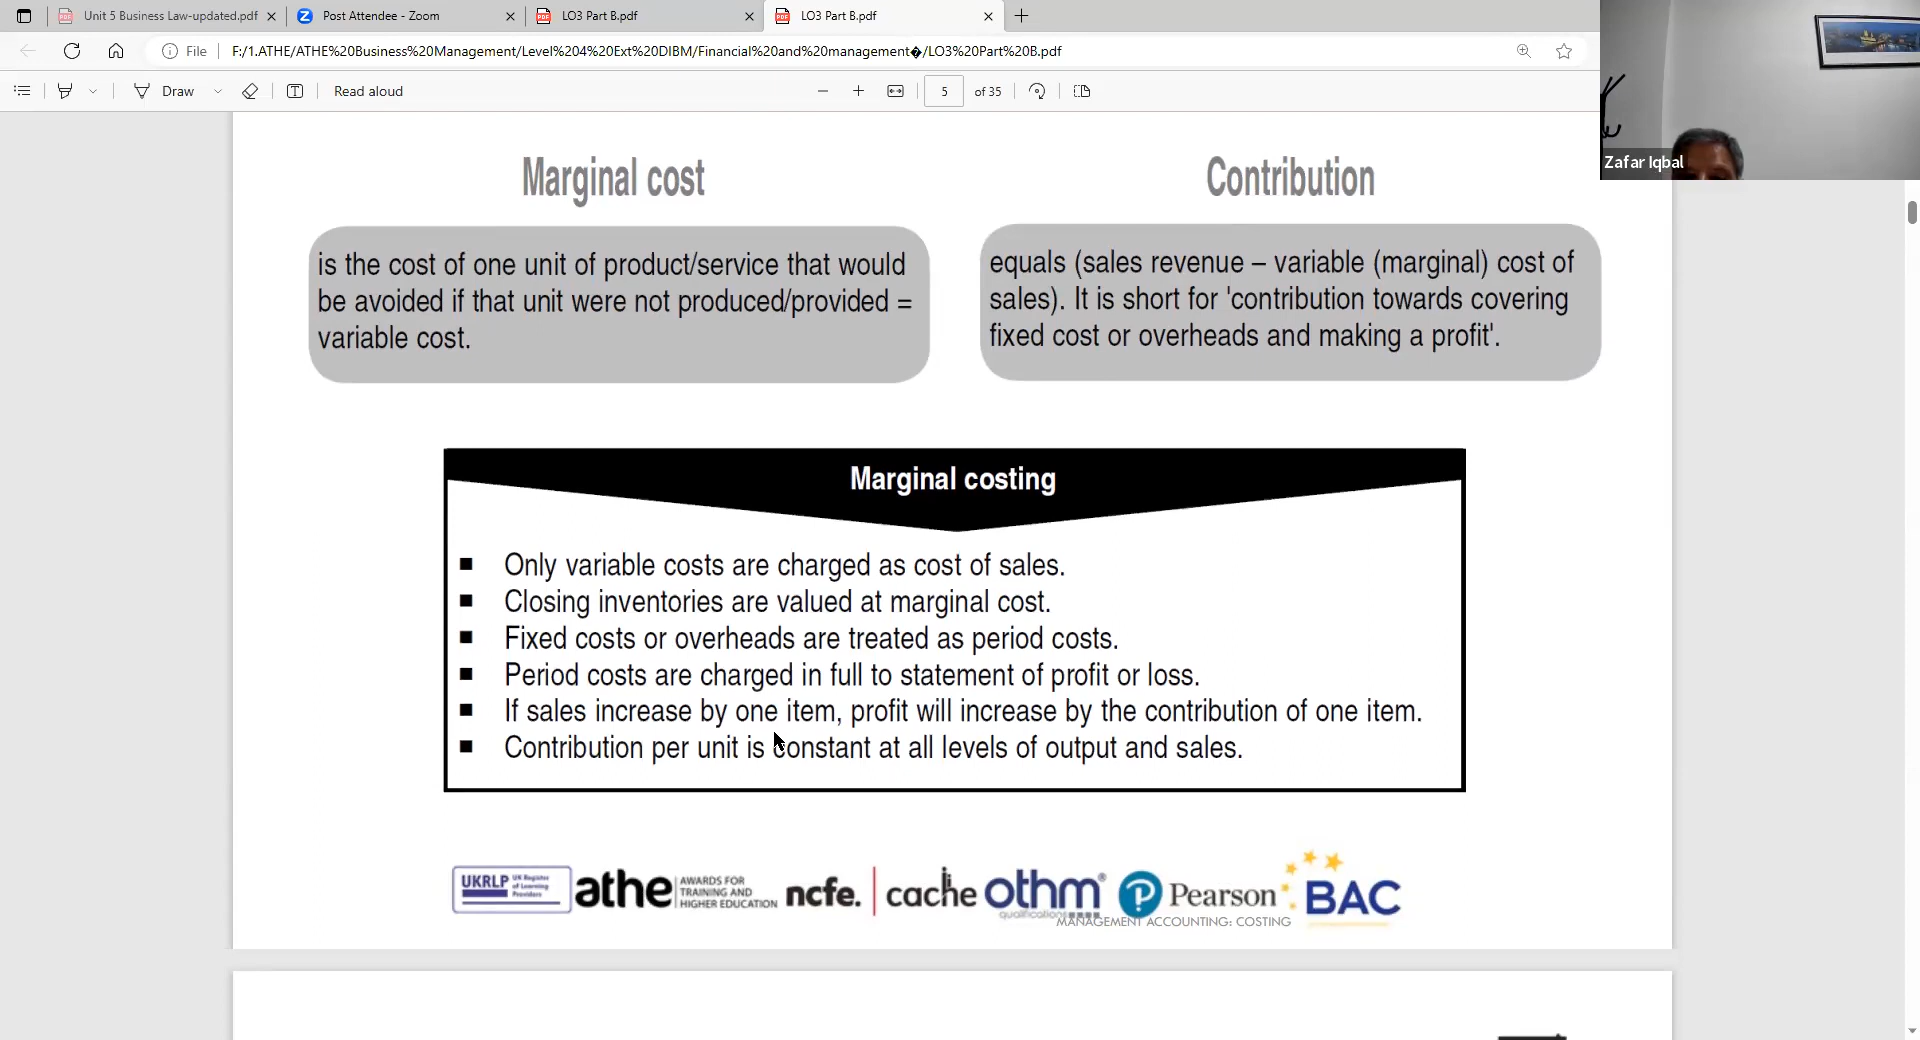 Unit 5 Business Law-updated.pdf
Post Attendee - Zoom
LO3 Part B.pdf
LO3 Part B.pdf
File
F:/1.ATHE/ATHE%20Business%20Management/Level%204%20Ext%20DIBM/Financial%20and%20management�/LO3%20Part%20B.pdf
Draw
Read aloud
5
of 35
Zafar Iqbal
Marginal cost
is the cost of one unit of product/service that would
be avoided if that unit were not produced/provided =
variable cost.
Contribution
equals (sales revenue – variable (marginal) cost of
sales). It is short for 'contribution towards covering
fixed cost or overheads and making a profit'.
Marginal costing
■ Only variable costs are charged as cost of sales.
■ Closing inventories are valued at marginal cost.
■ Fixed costs or overheads are treated as period costs.
■ Period costs are charged in full to statement of profit or loss.
■ If sales increase by one item, profit will increase by the contribution of one item.
■ Contribution per unit is constant at all levels of output and sales.
UKRLP
UK Register
of Learning
Providers
athe
AWARDS FOR
TRAINING AND
HIGHER EDUCATION
ncfe.
cache
othm
qualifications
Pearson
BAC
MANAGEMENT ACCOUNTING: COSTING